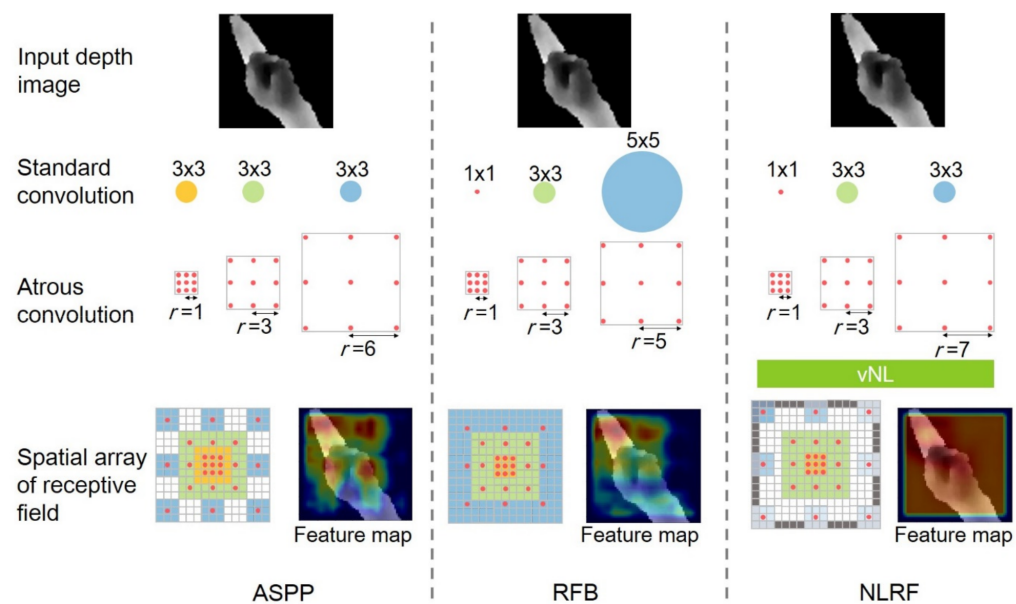 Input depth
image
Standard
convolution
3x3 3x3 3x3
1x1 3x3 5x5
1x1 3x3 3x3
Atrous
convolution
r=1 r=3 r=6
r=1 r=3 r=5
r=1 r=3 r=7
vNL
Spatial array
of receptive
field
Feature map
Feature map
Feature map
ASPP RFB NLRF